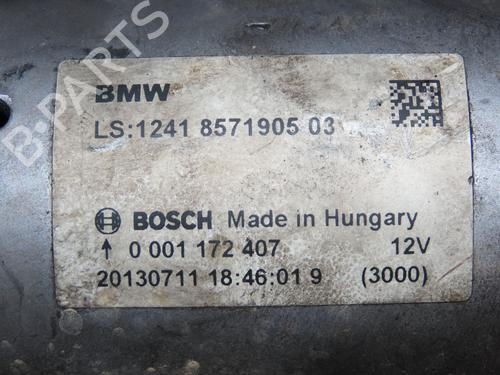 BMW
LS:1241 8571905 03
BOSCH Made in Hungary
↑ 0 001 172 407 12V
20130711 18:46:01 9 (3000)
B-PARTS